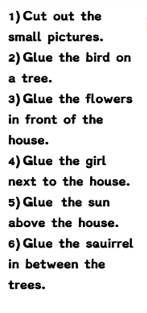 1) Cut out the
small pictures.
2) Glue the bird on
a tree.
3) Glue the flowers
in front of the
house.
4) Glue the girl
next to the house.
5) Glue the sun
above the house.
6) Glue the squirrel
in between the
trees.